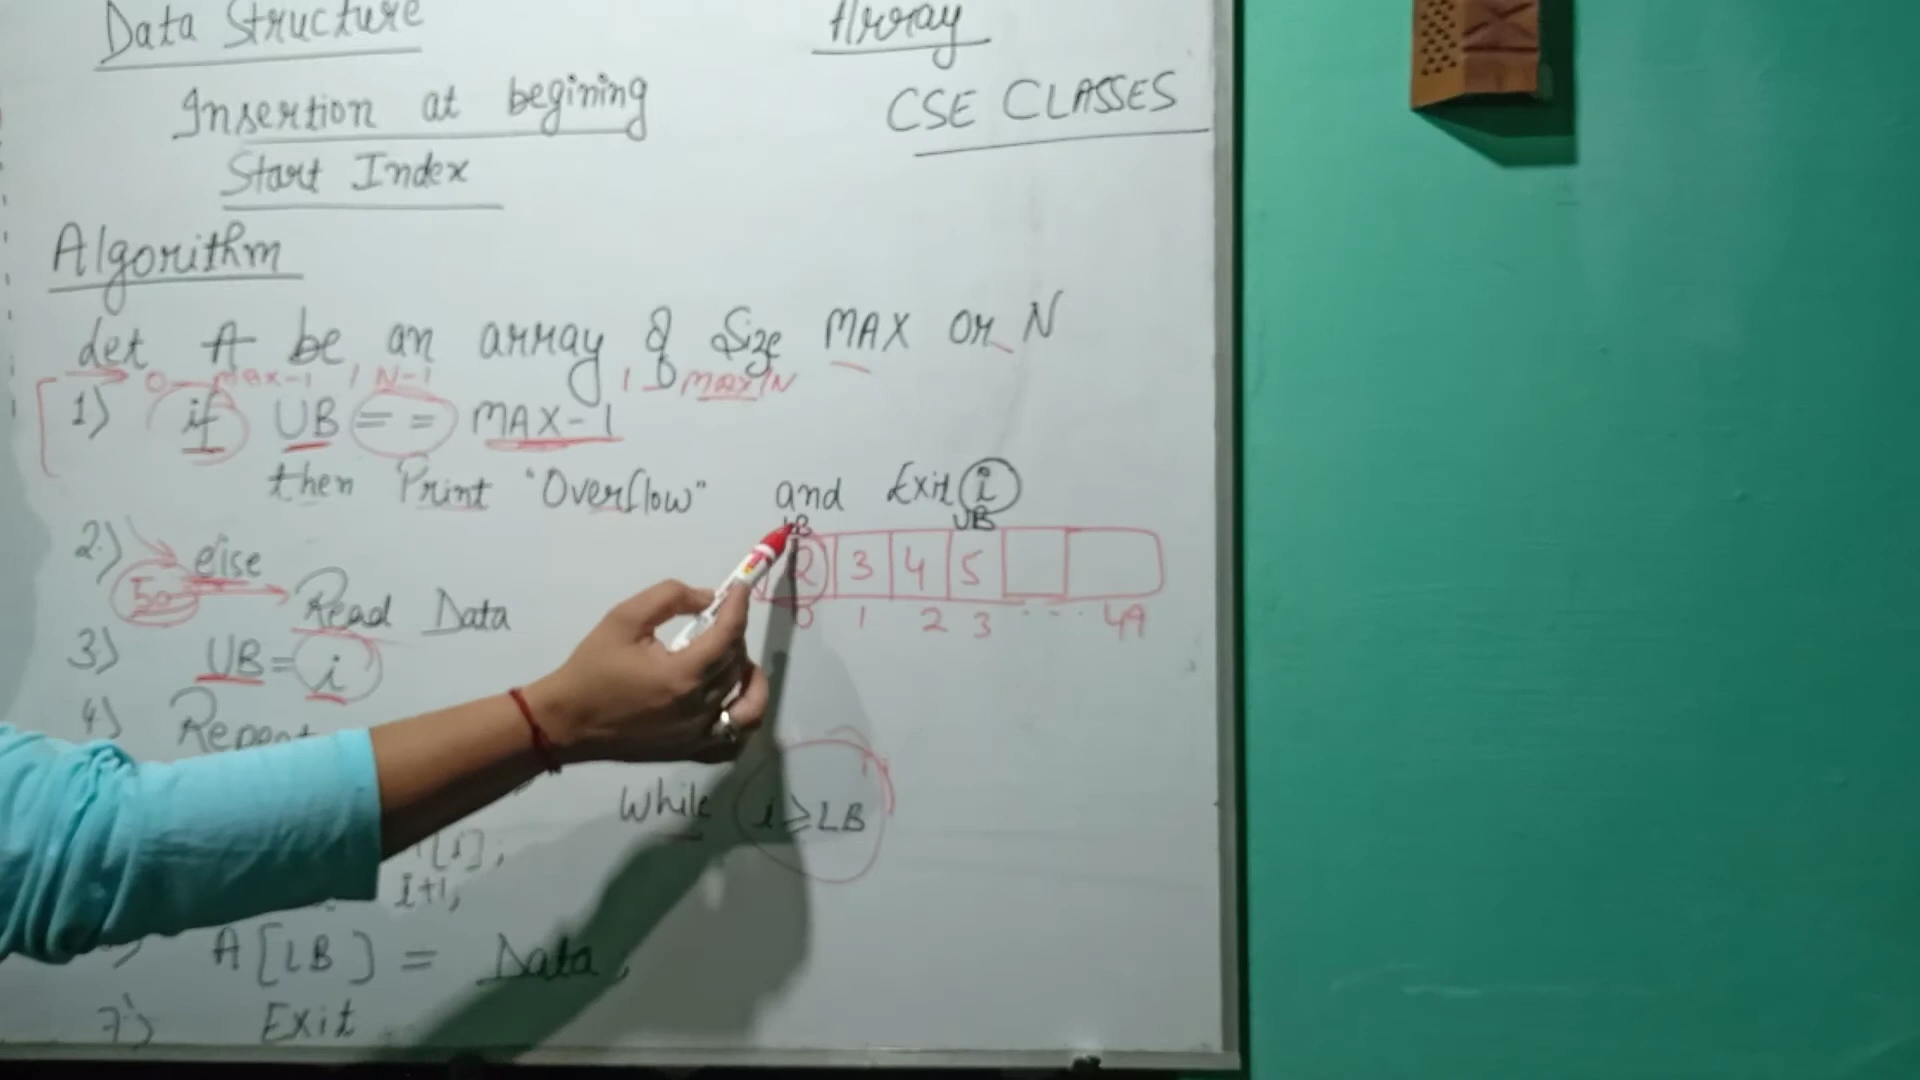 Data Structure
Array
Insertion at begining
CSE CLASSES
Start Index
Algorithm
Let A be an array of Size MAX or N
0 - max-1 / N-1
1 max/N
1) if UB == MAX-1
then Print "Overflow" and Exit i
LB UB
2 3 4 5
0 1 2 3 ... 49
2) else
50 Read Data
3) UB = i
4) Repeat
While i ≥ LB
i+1;
A[LB] = Data,
7) Exit